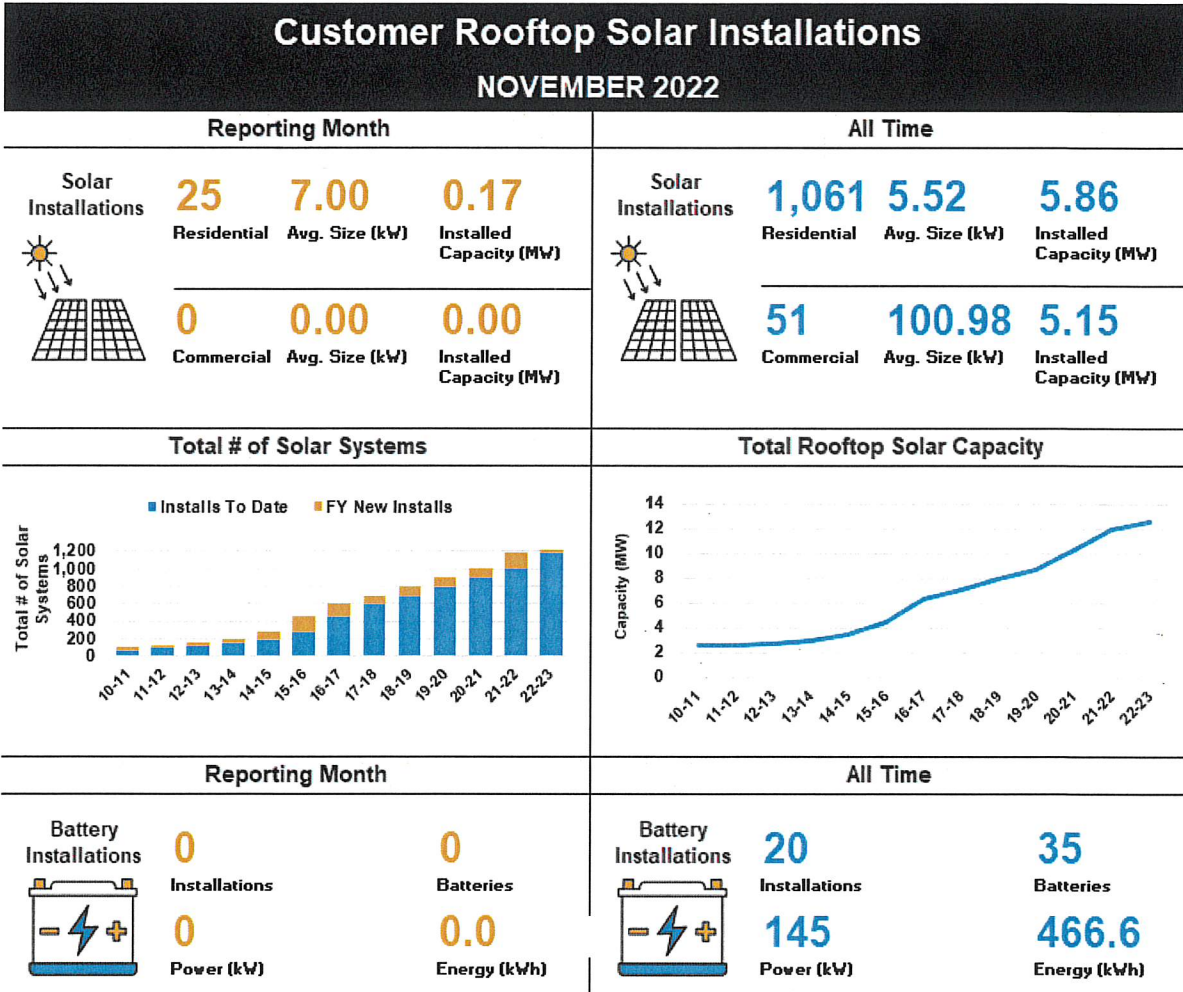 Customer Rooftop Solar Installations
NOVEMBER 2022
Reporting Month
Solar
Installations
25 7.00 0.17
Residential Avg. Size (kW) Installed
Capacity (MW)
0 0.00 0.00
Commercial Avg. Size (kW) Installed
Capacity (MW)
All Time
Solar
Installations
1,061 5.52 5.86
Residential Avg. Size (kW) Installed
Capacity (MW)
51 100.98 5.15
Commercial Avg. Size (kW) Installed
Capacity (MW)
Total # of Solar Systems
Installs To Date FY New Installs
Total # of Solar
Systems
1,200
1,000
800
600
400
200
0
10-11 11-12 12-13 13-14 14-15 15-16 16-17 17-18 18-19 19-20 20-21 21-22 22-23
Total Rooftop Solar Capacity
Capacity (MW)
14
12
10
8
6
4
2
0
10-11 11-12 12-13 13-14 14-15 15-16 16-17 17-18 18-19 19-20 20-21 21-22 22-23
Reporting Month
Battery
Installations
0 0
Installations Batteries
0 0.0
Power (kW) Energy (kWh)
All Time
Battery
Installations
20 35
Installations Batteries
145 466.6
Power (kW) Energy (kWh)